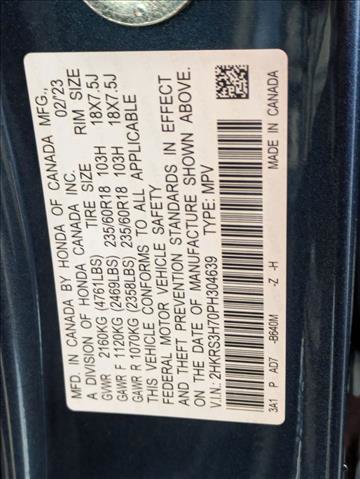 MFD. IN CANADA BY HONDA OF CANADA MFG.,
A DIVISION OF HONDA CANADA INC. 02/23
TIRE SIZE RIM SIZE
GVWR 2160KG (4761LBS)
GAWR F 1120KG (2469LBS) 235/60R18 103H 18X7.5J
GAWR R 1070KG (2358LBS) 235/60R18 103H 18X7.5J
THIS VEHICLE CONFORMS TO ALL APPLICABLE
FEDERAL MOTOR VEHICLE SAFETY
AND THEFT PREVENTION STANDARDS IN EFFECT
ON THE DATE OF MANUFACTURE SHOWN ABOVE.
V.I.N.: 2HKRS3H70PH304639 TYPE: MPV
3A1 P AD7 -B640M -Z -H MADE IN CANADA